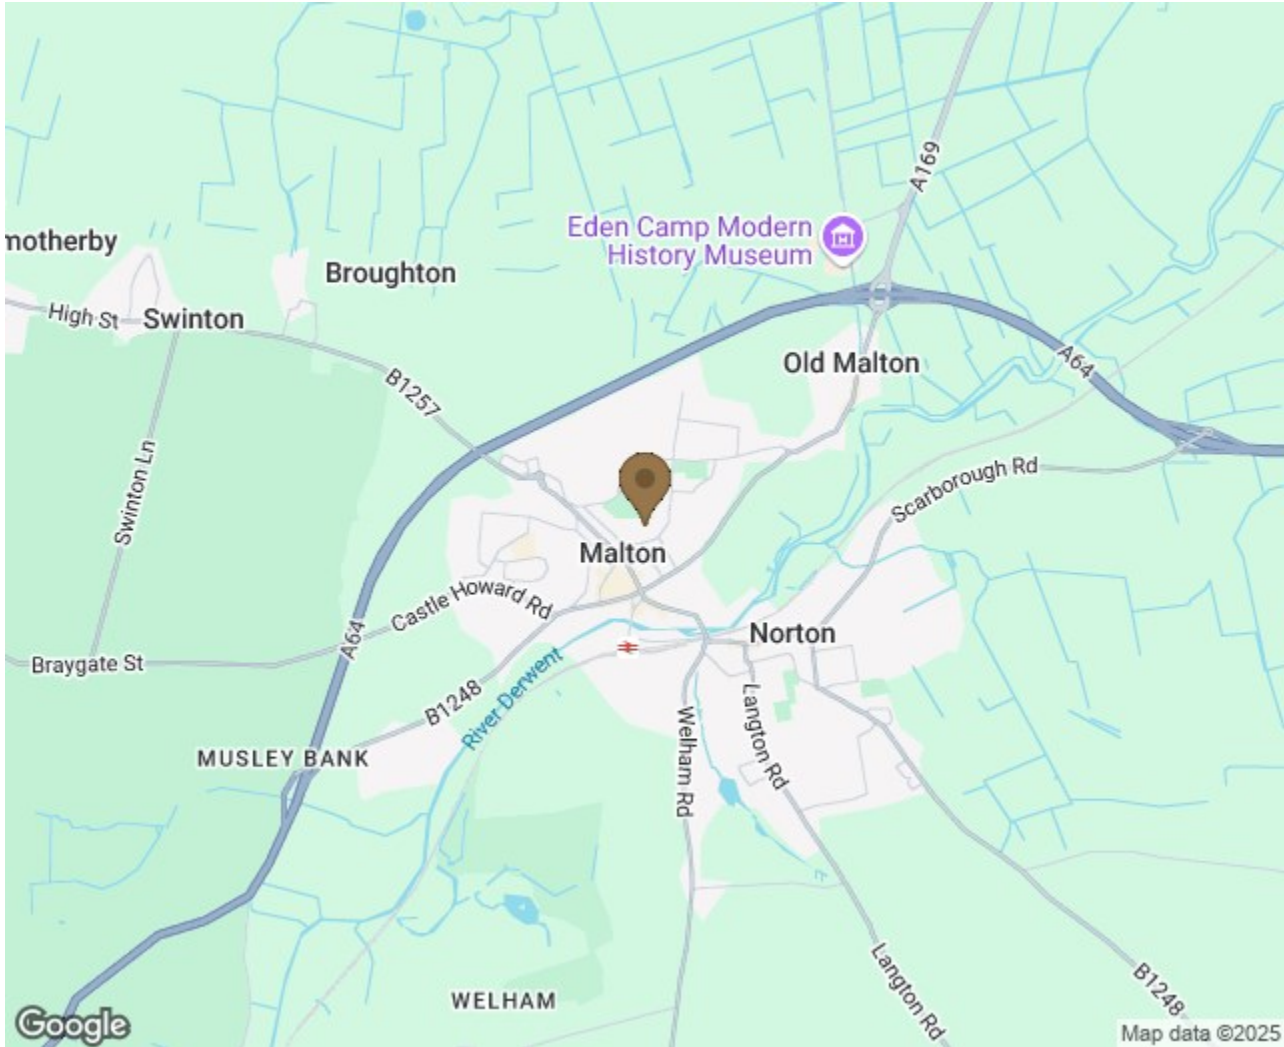 A169
Eden Camp Modern
History Museum
motherby
Broughton
High St
Swinton
Old Malton
A64
B1257
Swinton Ln
Scarborough Rd
Malton
Castle Howard Rd
A64
Norton
Braygate St
River Derwent
B1248
Langton Rd
Welham Rd
MUSLEY BANK
Langton Rd
B1248
WELHAM
Google
Map data ©2025